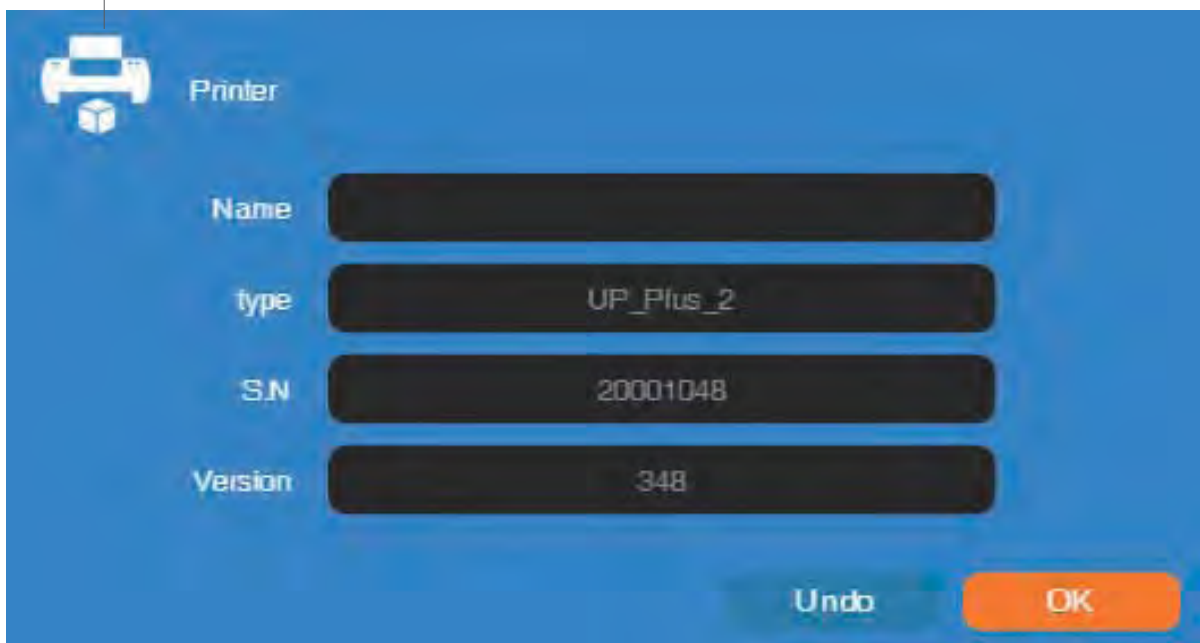 Printer
Name
type UP_Plus_2
S.N 20001048
Version 348
Undo OK